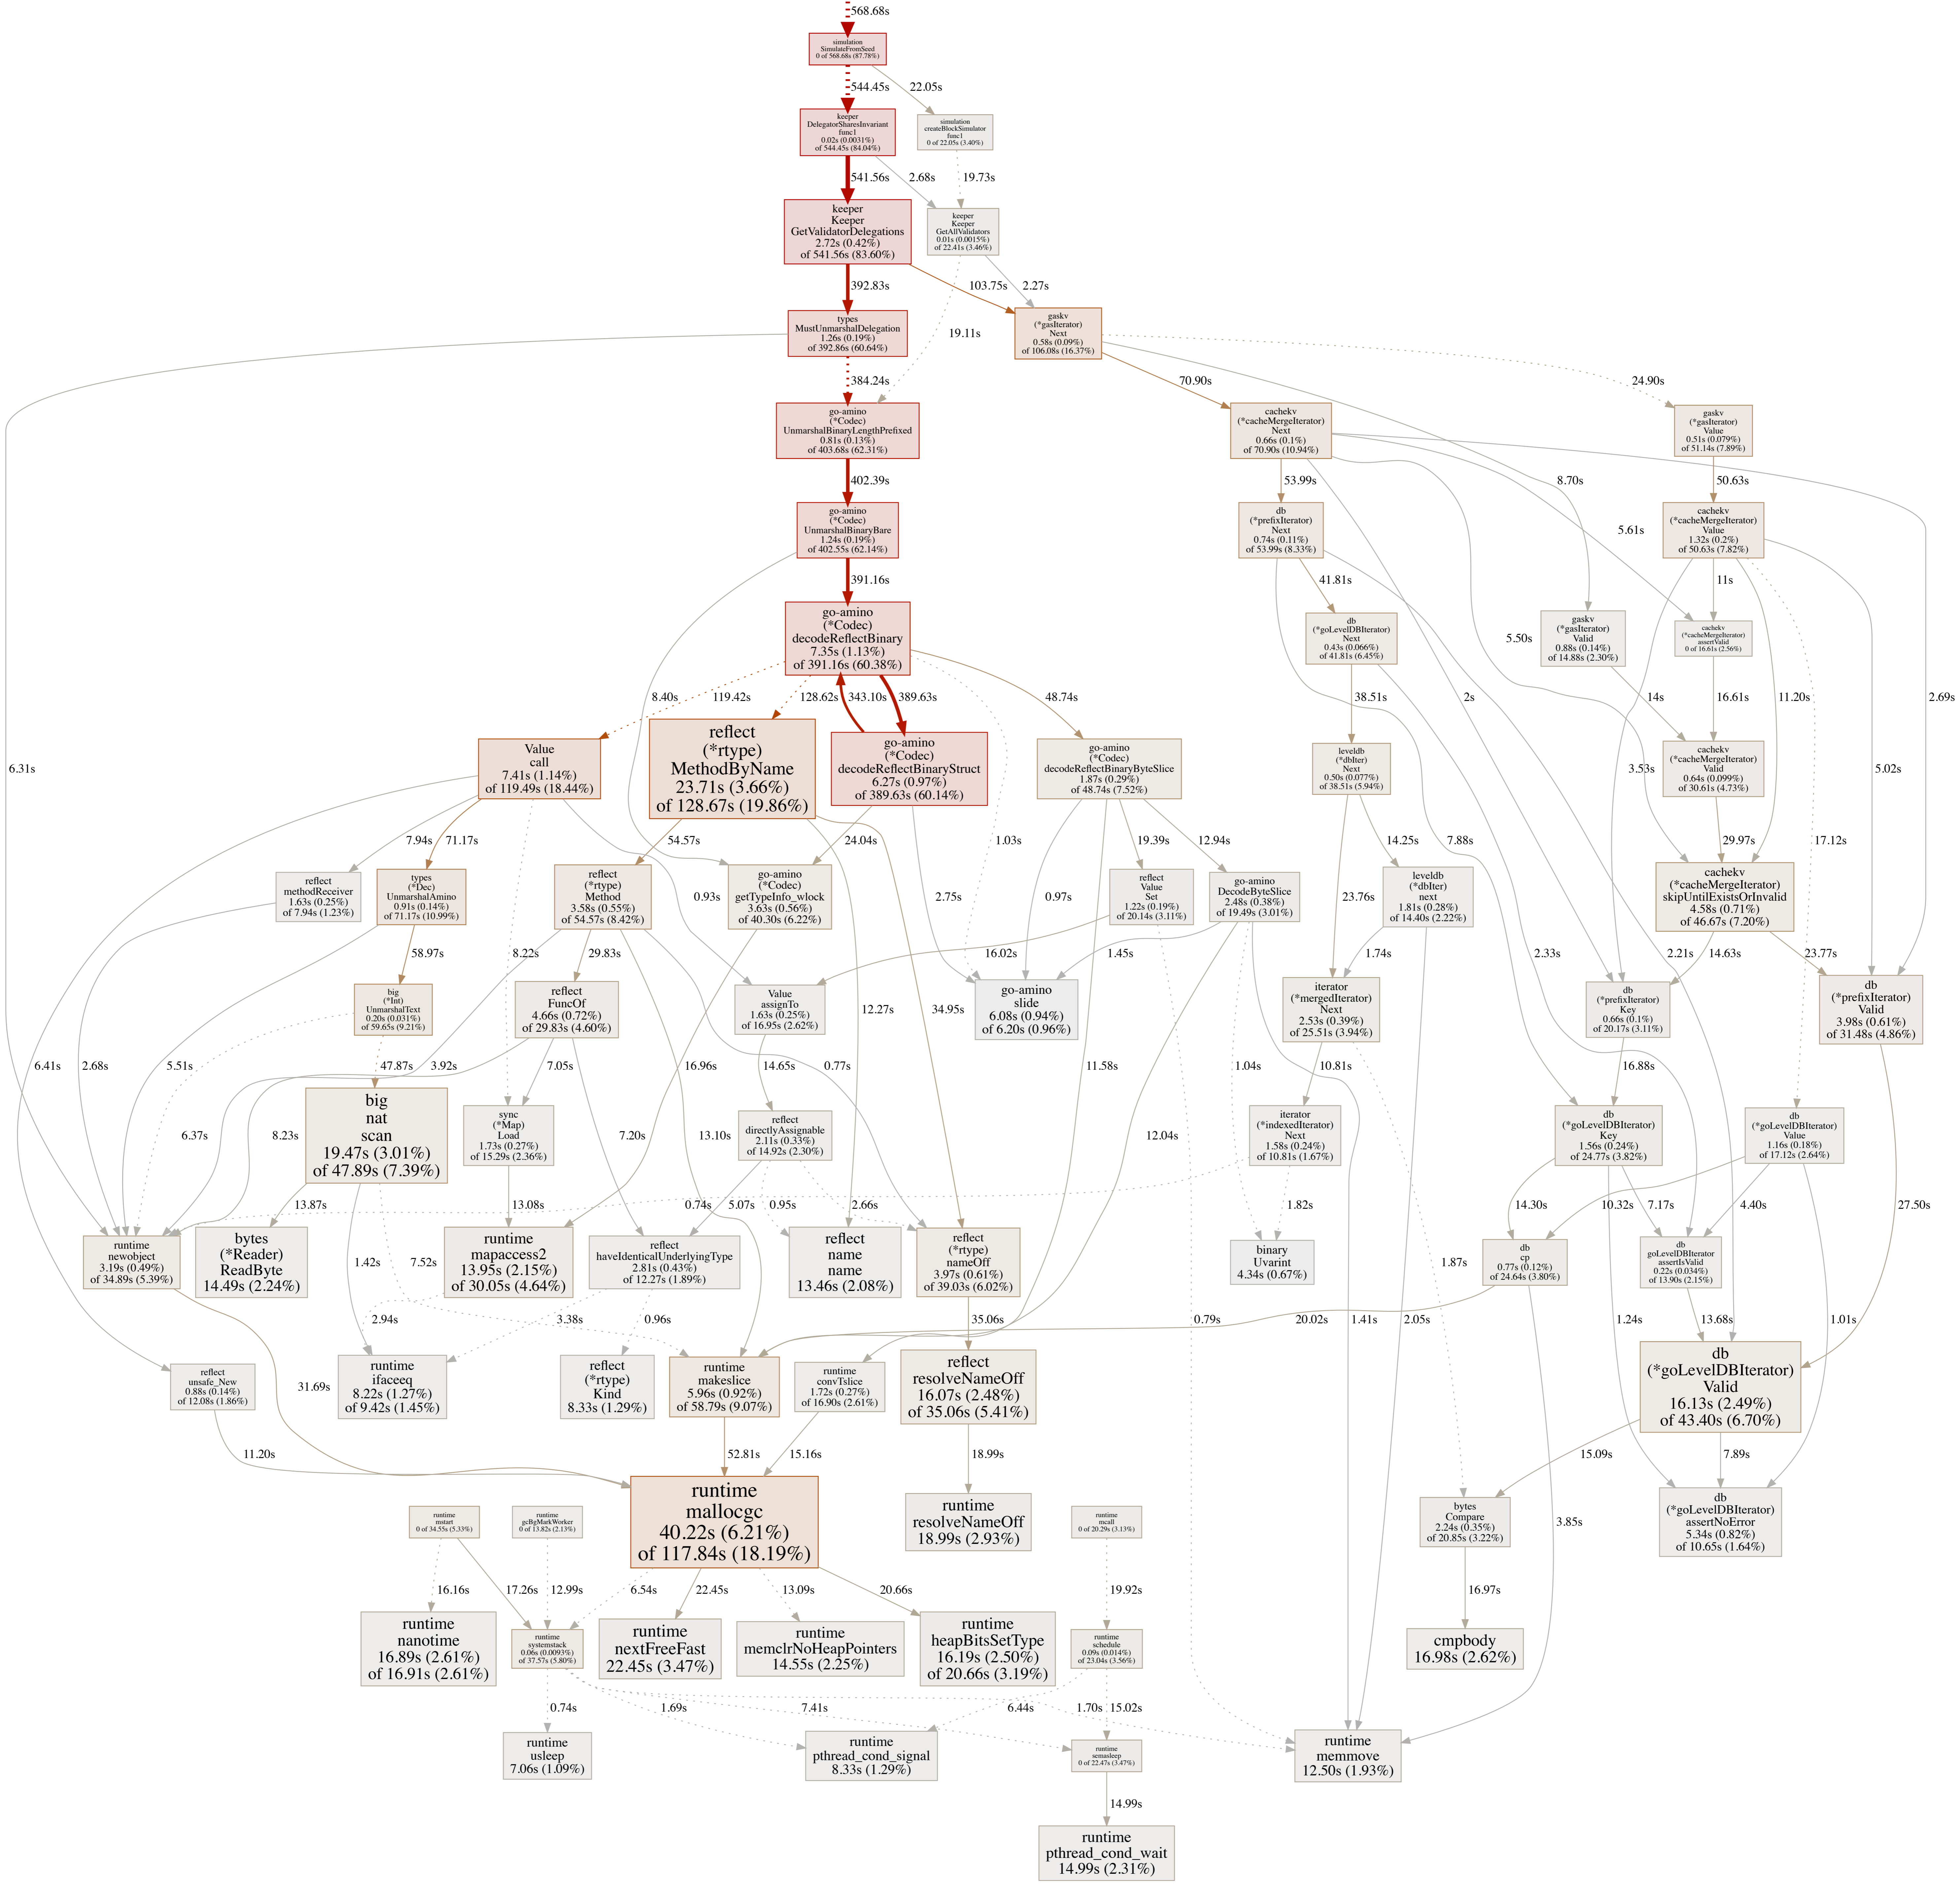 568.68s
simulation
SimulateFromSeed
0 of 568.68s (87.78%)
544.45s
22.05s
keeper
DelegatorSharesInvariant
func1
0.02s (0.0031%)
of 544.45s (84.04%)
simulation
createBlockSimulator
func1
0 of 22.05s (3.40%)
541.56s
2.68s
19.73s
keeper
Keeper
GetValidatorDelegations
2.72s (0.42%)
of 541.56s (83.60%)
keeper
Keeper
GetAllValidators
0.01s (0.0015%)
of 22.41s (3.46%)
392.83s
103.75s
2.27s
types
MustUnmarshalDelegation
1.26s (0.19%)
of 392.86s (60.64%)
gaskv
(*gasIterator)
Next
0.58s (0.09%)
of 106.08s (16.37%)
19.11s
384.24s
70.90s
24.90s
go-amino
(*Codec)
UnmarshalBinaryLengthPrefixed
0.81s (0.13%)
of 403.68s (62.31%)
cachekv
(*cacheMergeIterator)
Next
0.66s (0.1%)
of 70.90s (10.94%)
gaskv
(*gasIterator)
Value
0.51s (0.079%)
of 51.14s (7.89%)
402.39s
53.99s
8.70s
50.63s
go-amino
(*Codec)
UnmarshalBinaryBare
1.24s (0.19%)
of 402.55s (62.14%)
db
(*prefixIterator)
Next
0.74s (0.11%)
of 53.99s (8.33%)
5.61s
cachekv
(*cacheMergeIterator)
Value
1.32s (0.2%)
of 50.63s (7.82%)
391.16s
41.81s
11s
go-amino
(*Codec)
decodeReflectBinary
7.35s (1.13%)
of 391.16s (60.38%)
db
(*goLevelDBIterator)
Next
0.43s (0.066%)
of 41.81s (6.45%)
5.50s
gaskv
(*gasIterator)
Valid
0.88s (0.14%)
of 14.88s (2.30%)
cachekv
(*cacheMergeIterator)
assertValid
0 of 16.61s (2.56%)
8.40s
119.42s
128.62s
343.10s
389.63s
48.74s
38.51s
2s
14s
16.61s
11.20s
2.69s
6.31s
Value
call
7.41s (1.14%)
of 119.49s (18.44%)
reflect
(*rtype)
MethodByName
23.71s (3.66%)
of 128.67s (19.86%)
go-amino
(*Codec)
decodeReflectBinaryStruct
6.27s (0.97%)
of 389.63s (60.14%)
go-amino
(*Codec)
decodeReflectBinaryByteSlice
1.87s (0.29%)
of 48.74s (7.52%)
leveldb
(*dbIter)
Next
0.50s (0.077%)
of 38.51s (5.94%)
3.53s
cachekv
(*cacheMergeIterator)
Valid
0.64s (0.099%)
of 30.61s (4.73%)
5.02s
7.94s
71.17s
54.57s
24.04s
1.03s
19.39s
12.94s
14.25s
7.88s
29.97s
17.12s
reflect
methodReceiver
1.63s (0.25%)
of 7.94s (1.23%)
types
(*Dec)
UnmarshalAmino
0.91s (0.14%)
of 71.17s (10.99%)
reflect
(*rtype)
Method
3.58s (0.55%)
of 54.57s (8.42%)
0.93s
go-amino
(*Codec)
getTypeInfo_wlock
3.63s (0.56%)
of 40.30s (6.22%)
2.75s
0.97s
reflect
Value
Set
1.22s (0.19%)
of 20.14s (3.11%)
go-amino
DecodeByteSlice
2.48s (0.38%)
of 19.49s (3.01%)
23.76s
leveldb
(*dbIter)
next
1.81s (0.28%)
of 14.40s (2.22%)
cachekv
(*cacheMergeIterator)
skipUntilExistsOrInvalid
4.58s (0.71%)
of 46.67s (7.20%)
58.97s
8.22s
29.83s
16.02s
1.45s
1.74s
2.33s
2.21s
14.63s
23.77s
big
(*Int)
UnmarshalText
0.20s (0.031%)
of 59.65s (9.21%)
reflect
FuncOf
4.66s (0.72%)
of 29.83s (4.60%)
Value
assignTo
1.63s (0.25%)
of 16.95s (2.62%)
12.27s
34.95s
go-amino
slide
6.08s (0.94%)
of 6.20s (0.96%)
iterator
(*mergedIterator)
Next
2.53s (0.39%)
of 25.51s (3.94%)
db
(*prefixIterator)
Key
0.66s (0.1%)
of 20.17s (3.11%)
db
(*prefixIterator)
Valid
3.98s (0.61%)
of 31.48s (4.86%)
6.41s
2.68s
5.51s
47.87s
3.92s
7.05s
16.96s
14.65s
0.77s
11.58s
1.04s
10.81s
16.88s
big
nat
scan
19.47s (3.01%)
of 47.89s (7.39%)
sync
(*Map)
Load
1.73s (0.27%)
of 15.29s (2.36%)
reflect
directlyAssignable
2.11s (0.33%)
of 14.92s (2.30%)
iterator
(*indexedIterator)
Next
1.58s (0.24%)
of 10.81s (1.67%)
db
(*goLevelDBIterator)
Key
1.56s (0.24%)
of 24.77s (3.82%)
db
(*goLevelDBIterator)
Value
1.16s (0.18%)
of 17.12s (2.64%)
6.37s
8.23s
7.20s
13.10s
12.04s
13.87s
13.08s
0.74s
5.07s
0.95s
2.66s
1.82s
14.30s
10.32s
7.17s
4.40s
27.50s
runtime
newobject
3.19s (0.49%)
of 34.89s (5.39%)
bytes
(*Reader)
ReadByte
14.49s (2.24%)
1.42s
7.52s
runtime
mapaccess2
13.95s (2.15%)
of 30.05s (4.64%)
reflect
haveIdenticalUnderlyingType
2.81s (0.43%)
of 12.27s (1.89%)
reflect
name
name
13.46s (2.08%)
reflect
(*rtype)
nameOff
3.97s (0.61%)
of 39.03s (6.02%)
binary
Uvarint
4.34s (0.67%)
1.87s
db
cp
0.77s (0.12%)
of 24.64s (3.80%)
db
goLevelDBIterator
assertIsValid
0.22s (0.034%)
of 13.90s (2.15%)
2.94s
3.38s
0.96s
35.06s
0.79s
20.02s
1.41s
2.05s
1.24s
13.68s
1.01s
31.69s
reflect
unsafe_New
0.88s (0.14%)
of 12.08s (1.86%)
runtime
ifaceeq
8.22s (1.27%)
of 9.42s (1.45%)
reflect
(*rtype)
Kind
8.33s (1.29%)
runtime
makeslice
5.96s (0.92%)
of 58.79s (9.07%)
runtime
convTslice
1.72s (0.27%)
of 16.90s (2.61%)
reflect
resolveNameOff
16.07s (2.48%)
of 35.06s (5.41%)
db
(*goLevelDBIterator)
Valid
16.13s (2.49%)
of 43.40s (6.70%)
11.20s
52.81s
15.16s
18.99s
15.09s
7.89s
runtime
mallocgc
40.22s (6.21%)
of 117.84s (18.19%)
runtime
resolveNameOff
18.99s (2.93%)
bytes
Compare
2.24s (0.35%)
of 20.85s (3.22%)
3.85s
db
(*goLevelDBIterator)
assertNoError
5.34s (0.82%)
of 10.65s (1.64%)
runtime
mstart
0 of 34.55s (5.33%)
runtime
gcBgMarkWorker
0 of 13.82s (2.13%)
runtime
mcall
0 of 20.29s (3.13%)
16.16s
17.26s
12.99s
6.54s
22.45s
13.09s
20.66s
19.92s
16.97s
runtime
nanotime
16.89s (2.61%)
of 16.91s (2.61%)
runtime
systemstack
0.06s (0.0093%)
of 37.57s (5.80%)
runtime
nextFreeFast
22.45s (3.47%)
runtime
memclrNoHeapPointers
14.55s (2.25%)
runtime
heapBitsSetType
16.19s (2.50%)
of 20.66s (3.19%)
runtime
schedule
0.09s (0.014%)
of 23.04s (3.56%)
cmpbody
16.98s (2.62%)
0.74s
1.69s
7.41s
6.44s
1.70s
15.02s
runtime
usleep
7.06s (1.09%)
runtime
pthread_cond_signal
8.33s (1.29%)
runtime
semasleep
0 of 22.47s (3.47%)
runtime
memmove
12.50s (1.93%)
14.99s
runtime
pthread_cond_wait
14.99s (2.31%)